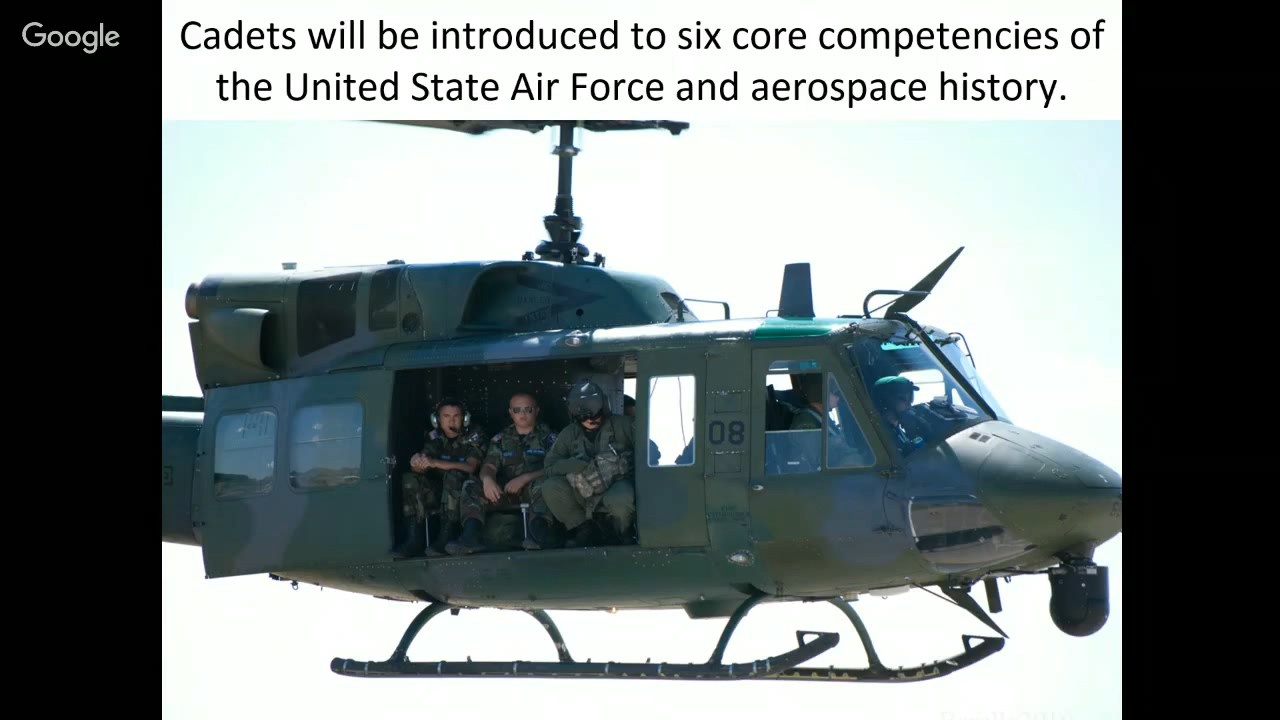 Google
Cadets will be introduced to six core competencies of
the United State Air Force and aerospace history.
08